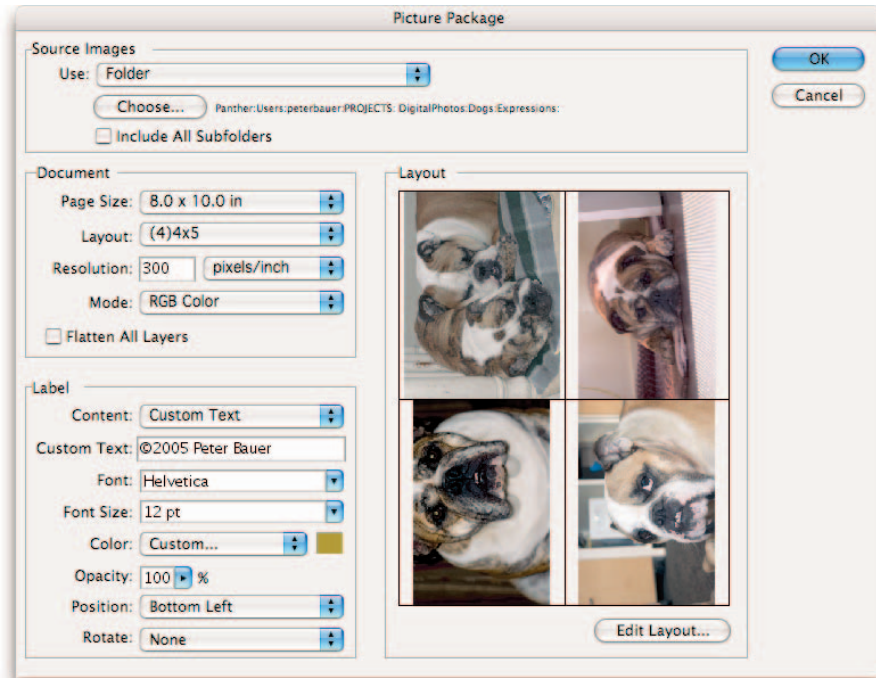 Picture Package
Source Images
Use: Folder
Choose... Panther:Users:peterbauer:PROJECTS: DigitalPhotos:Dogs:Expressions:
Include All Subfolders
OK
Cancel
Document
Page Size: 8.0 x 10.0 in
Layout: (4)4x5
Resolution: 300 pixels/inch
Mode: RGB Color
Flatten All Layers
Label
Content: Custom Text
Custom Text: ©2005 Peter Bauer
Font: Helvetica
Font Size: 12 pt
Color: Custom...
Opacity: 100 %
Position: Bottom Left
Rotate: None
Layout
Edit Layout...